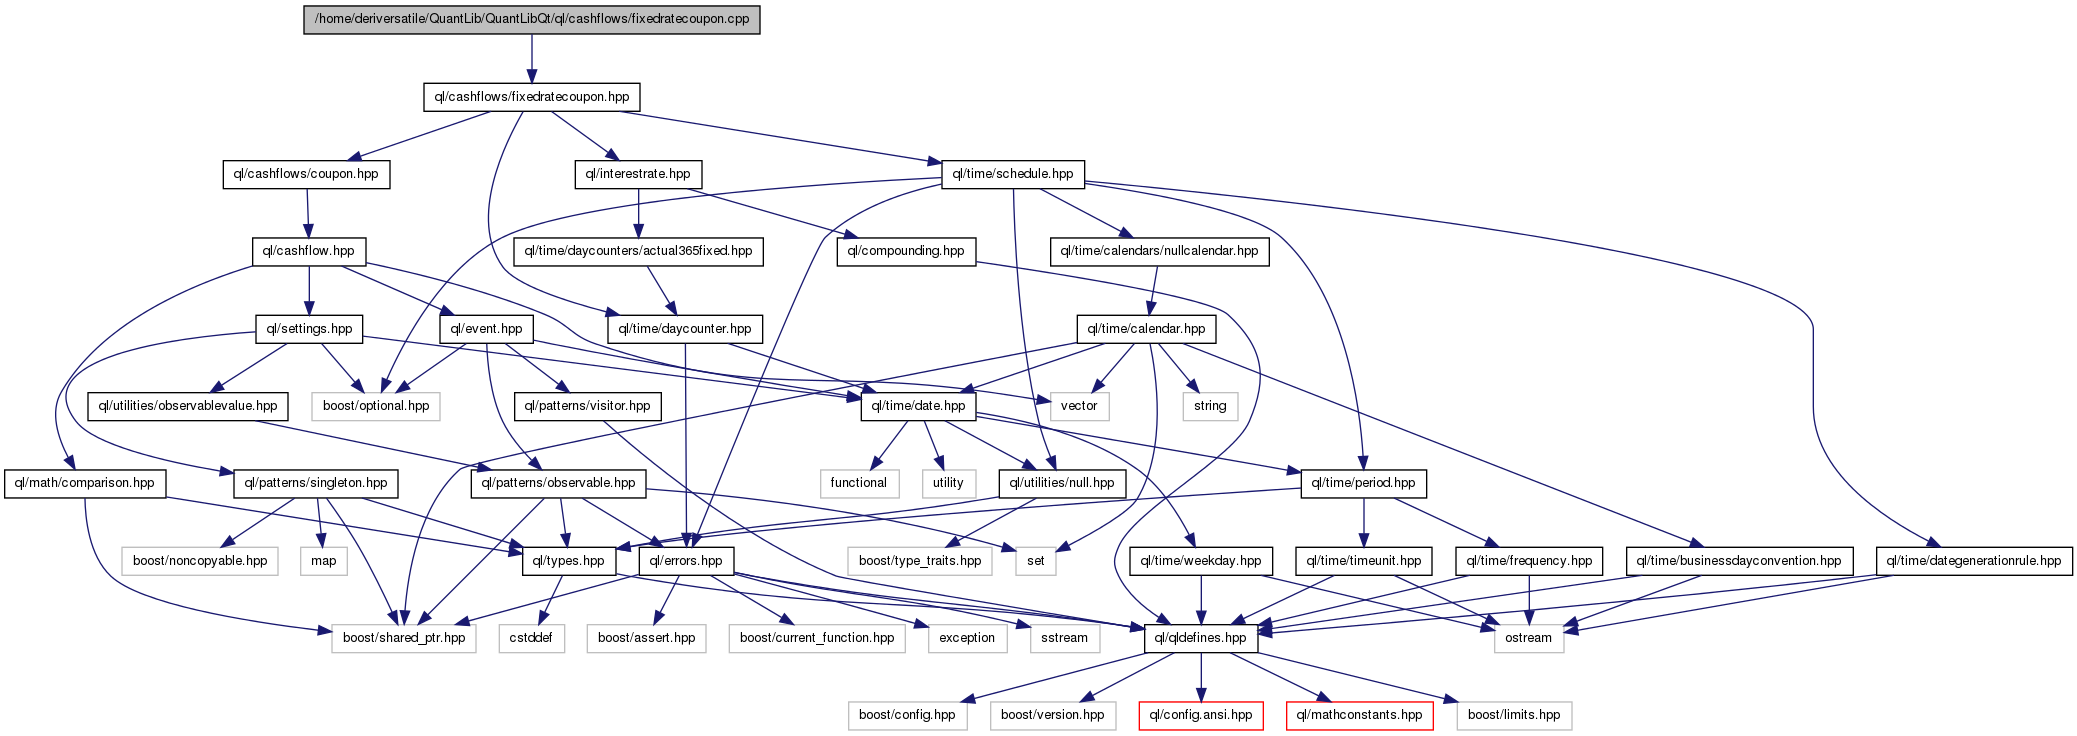 /home/deriversatile/QuantLib/QuantLibQt/ql/cashflows/fixedratecoupon.cpp
ql/cashflows/fixedratecoupon.hpp
ql/cashflows/coupon.hpp
ql/interestrate.hpp
ql/time/schedule.hpp
ql/cashflow.hpp
ql/time/daycounters/actual365fixed.hpp
ql/compounding.hpp
ql/time/calendars/nullcalendar.hpp
ql/settings.hpp
ql/event.hpp
ql/time/daycounter.hpp
ql/time/calendar.hpp
ql/utilities/observablevalue.hpp
boost/optional.hpp
ql/patterns/visitor.hpp
ql/time/date.hpp
vector
string
ql/math/comparison.hpp
ql/patterns/singleton.hpp
ql/patterns/observable.hpp
functional
utility
ql/utilities/null.hpp
ql/time/period.hpp
boost/noncopyable.hpp
map
ql/types.hpp
ql/errors.hpp
boost/type_traits.hpp
set
ql/time/weekday.hpp
ql/time/timeunit.hpp
ql/time/frequency.hpp
ql/time/businessdayconvention.hpp
ql/time/dategenerationrule.hpp
boost/shared_ptr.hpp
cstddef
boost/assert.hpp
boost/current_function.hpp
exception
sstream
ql/qldefines.hpp
ostream
boost/config.hpp
boost/version.hpp
ql/config.ansi.hpp
ql/mathconstants.hpp
boost/limits.hpp